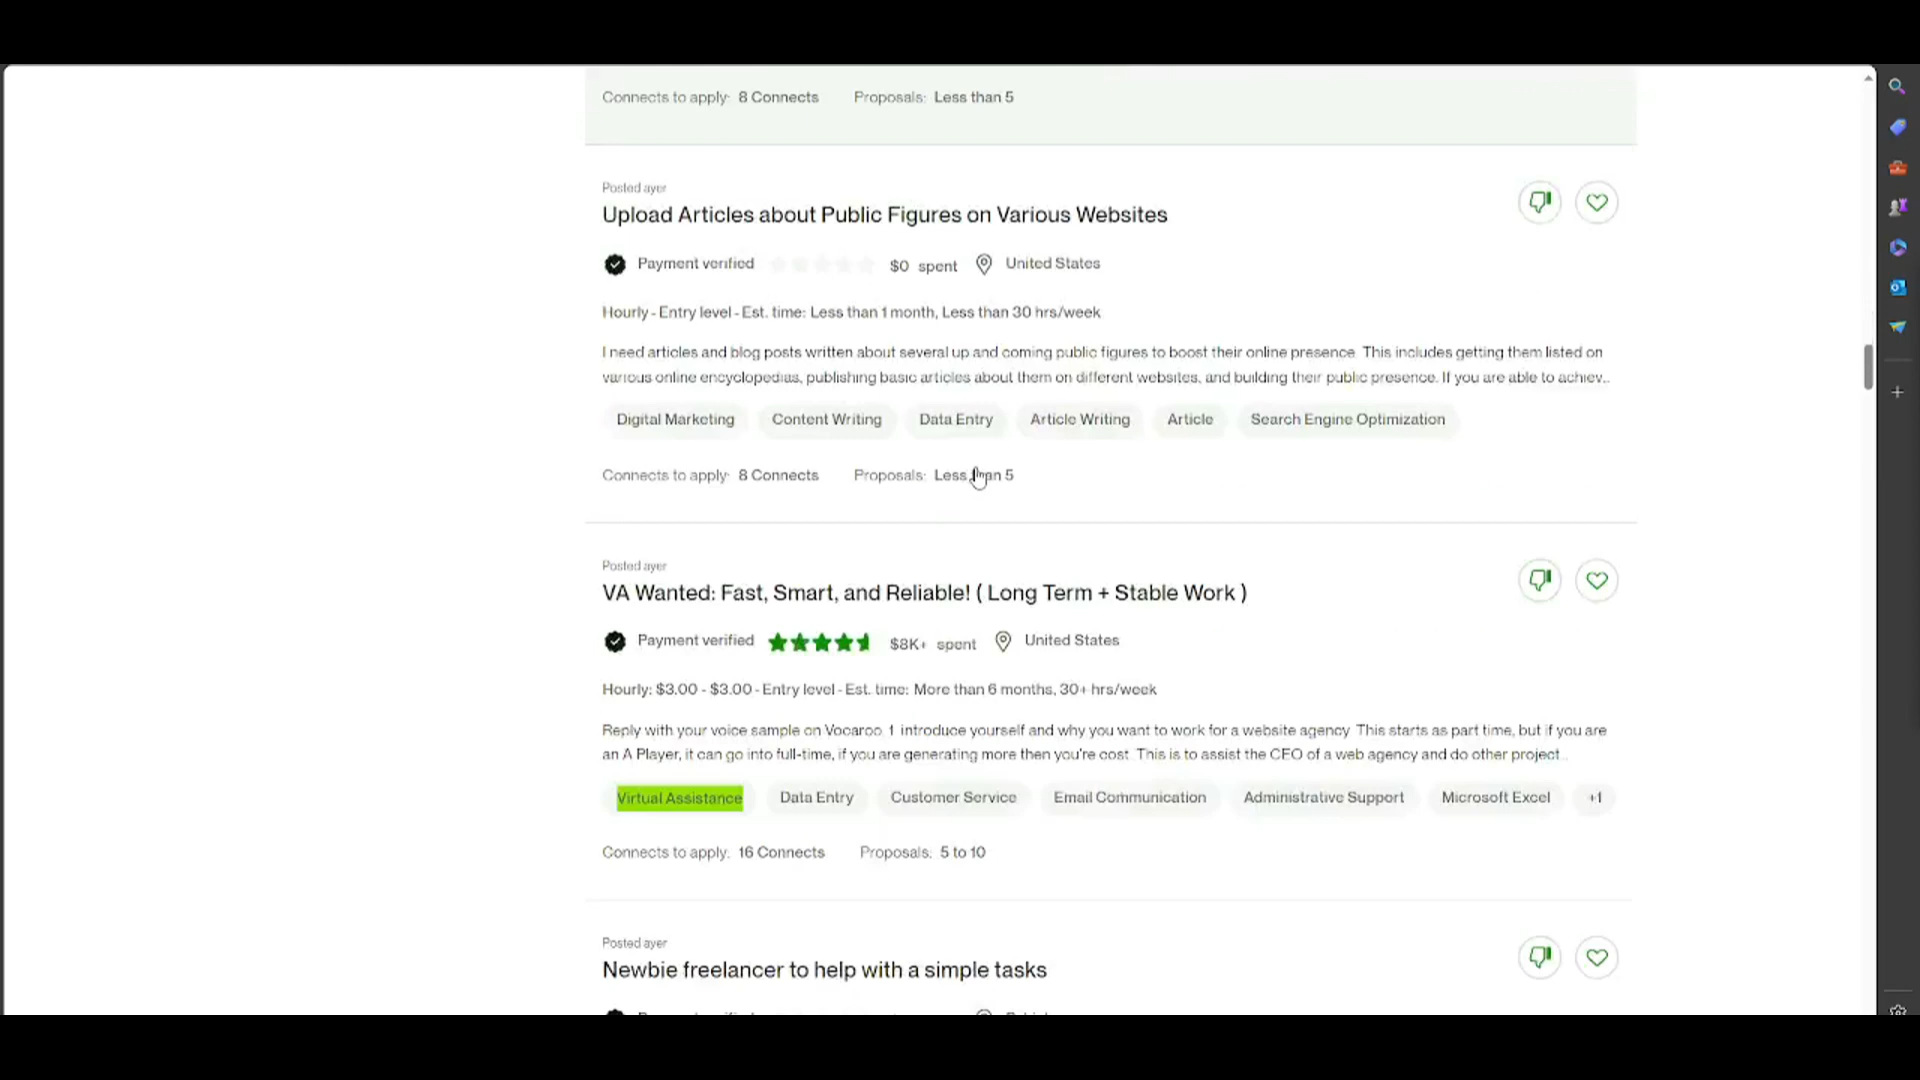 Connects to apply: 8 Connects Proposals: Less than 5
Posted ayer
Upload Articles about Public Figures on Various Websites
Payment verified $0 spent United States
Hourly - Entry level - Est. time: Less than 1 month, Less than 30 hrs/week
I need articles and blog posts written about several up and coming public figures to boost their online presence. This includes getting them listed on
various online encyclopedias, publishing basic articles about them on different websites, and building their public presence. If you are able to achiev...
Digital Marketing Content Writing Data Entry Article Writing Article Search Engine Optimization
Connects to apply: 8 Connects Proposals: Less than 5
Posted ayer
VA Wanted: Fast, Smart, and Reliable! ( Long Term + Stable Work )
Payment verified $8K+ spent United States
Hourly: $3.00 - $3.00 - Entry level - Est. time: More than 6 months, 30+ hrs/week
Reply with your voice sample on Vocaroo. 1 introduce yourself and why you want to work for a website agency. This starts as part time, but if you are
an A Player, it can go into full-time, if you are generating more then you're cost. This is to assist the CEO of a web agency and do other project...
Virtual Assistance Data Entry Customer Service Email Communication Administrative Support Microsoft Excel +1
Connects to apply: 16 Connects Proposals: 5 to 10
Posted ayer
Newbie freelancer to help with a simple tasks